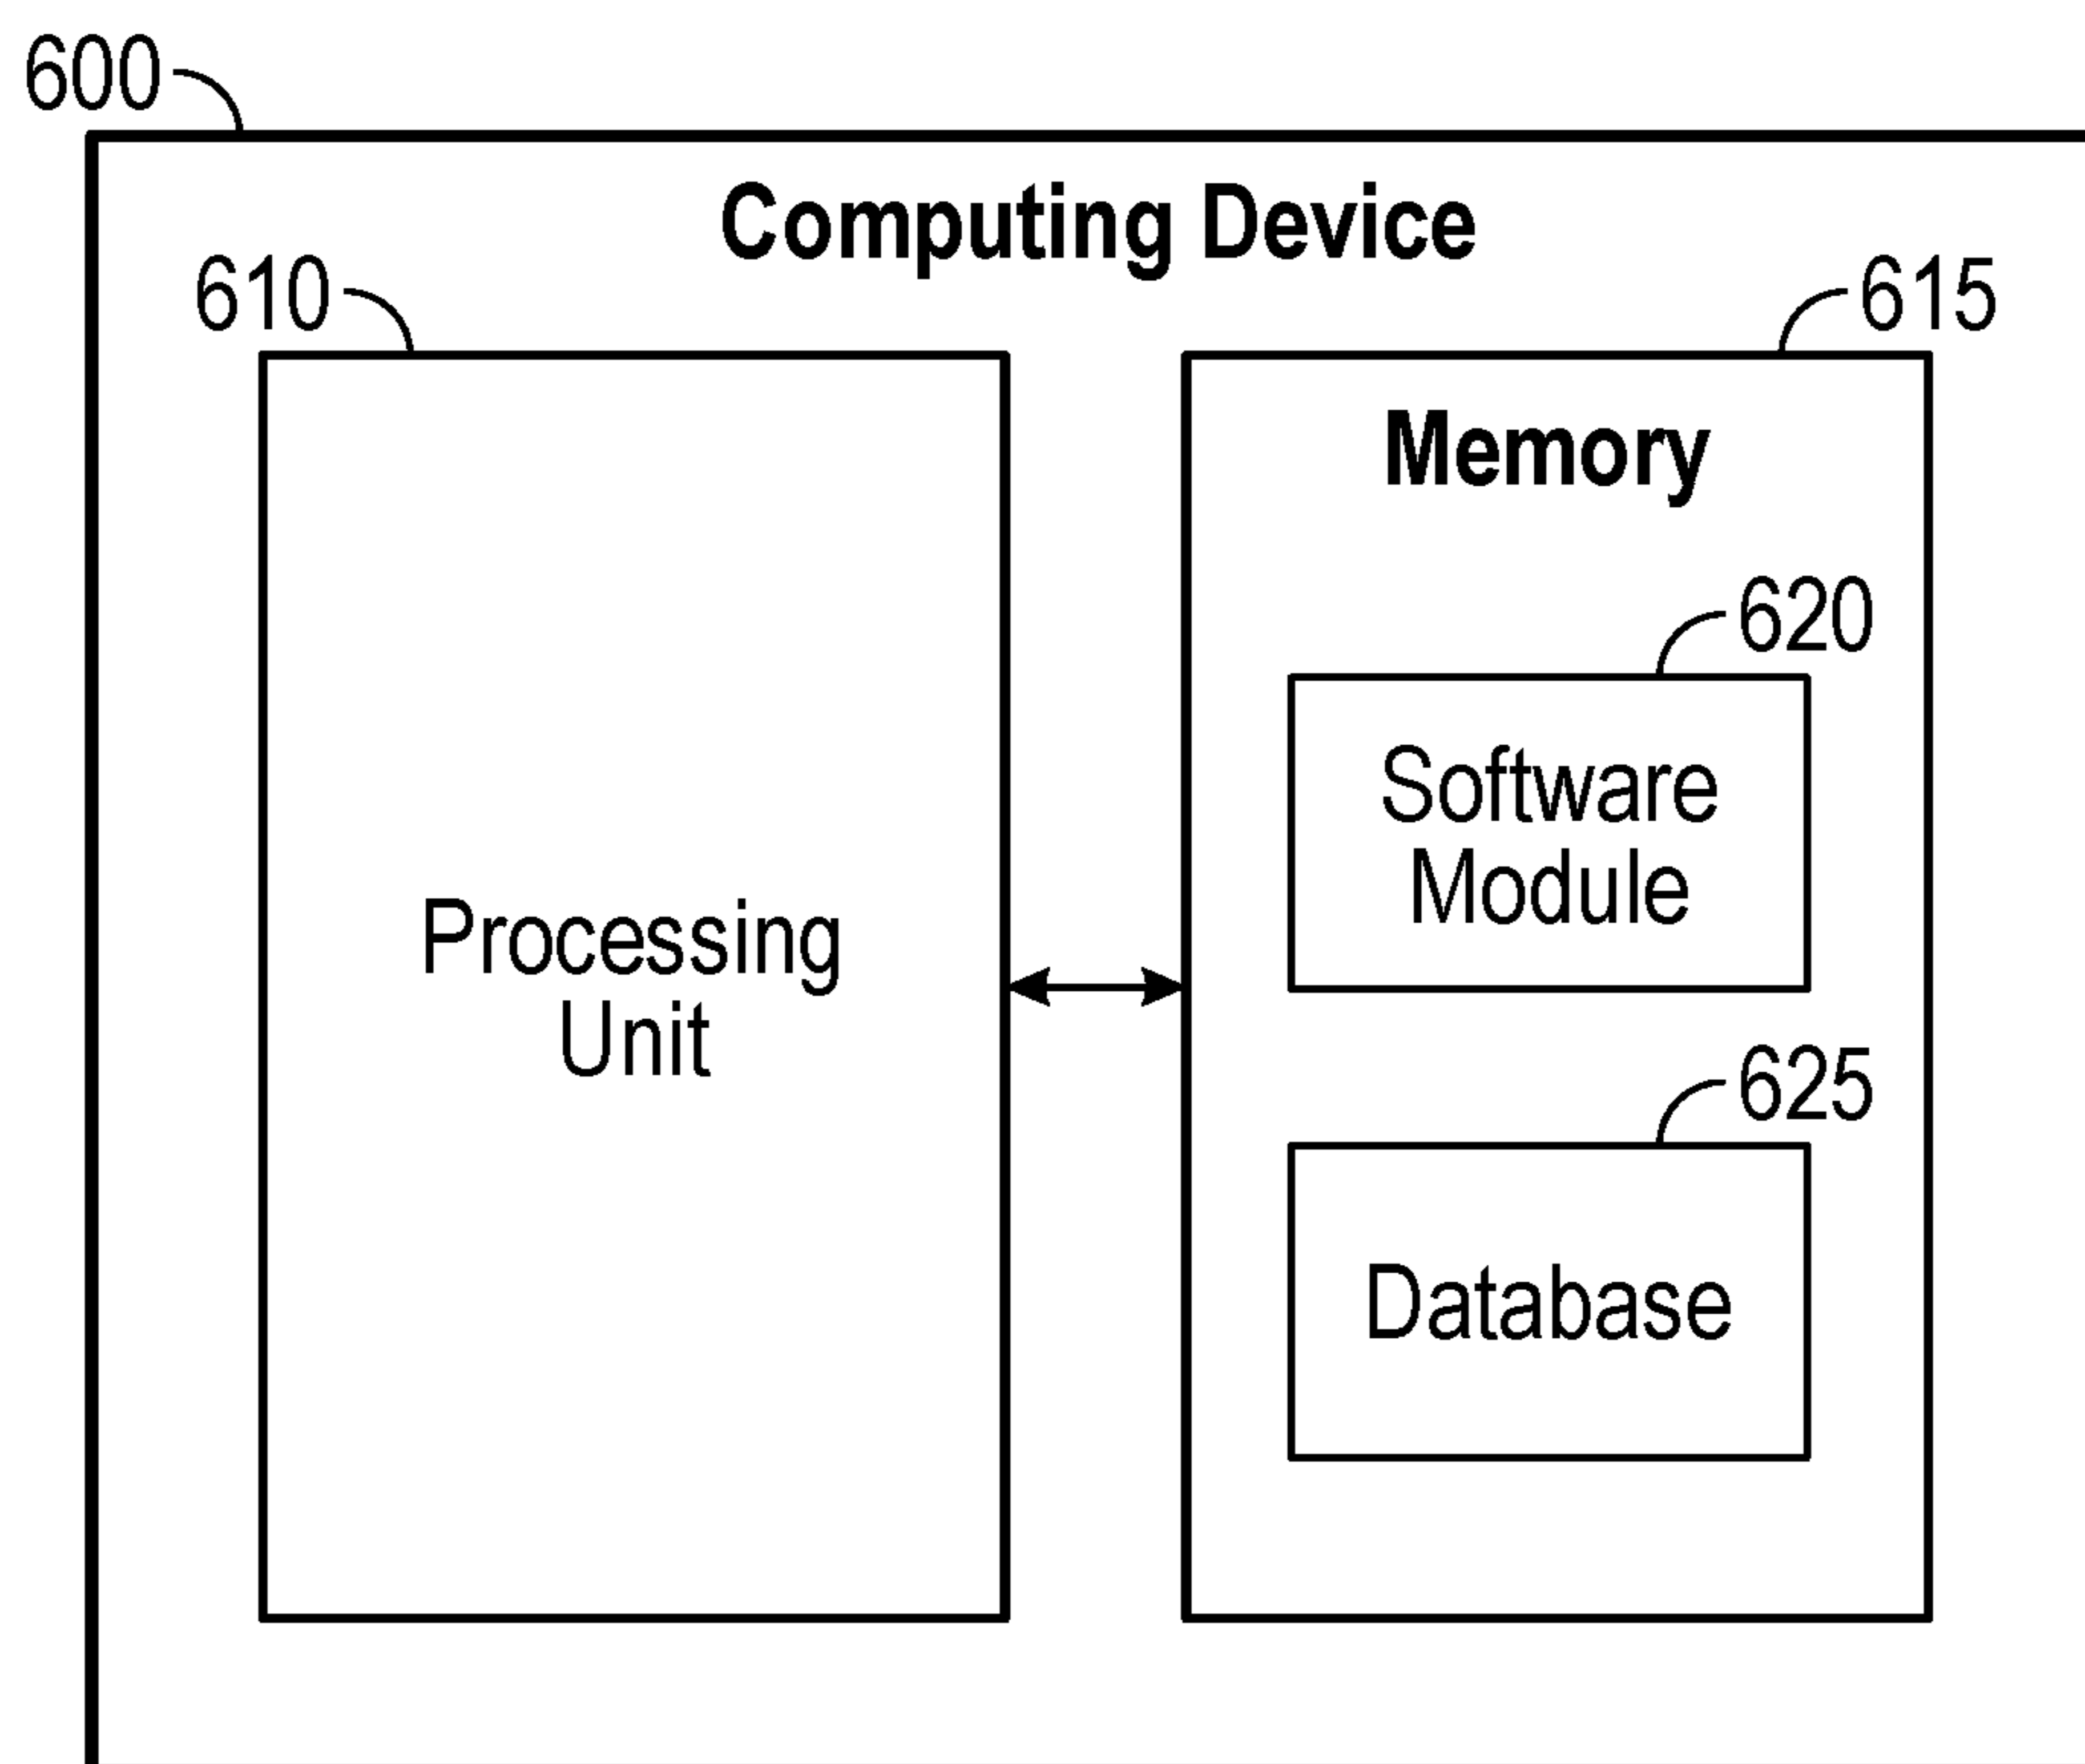 600
Computing Device
610
615
Memory
620
Software
Module
Processing
Unit
625
Database